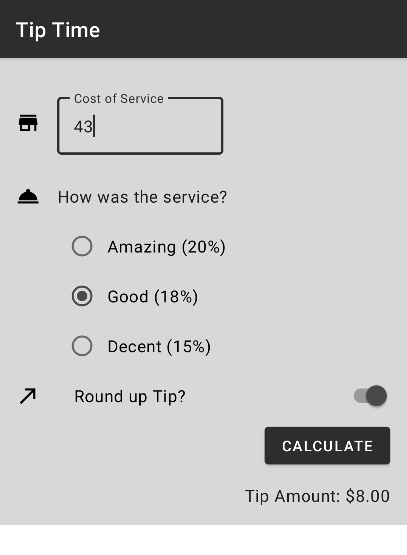 Tip Time
Cost of Service
43
How was the service?
Amazing (20%)
Good (18%)
Decent (15%)
Round up Tip?
CALCULATE
Tip Amount: $8.00